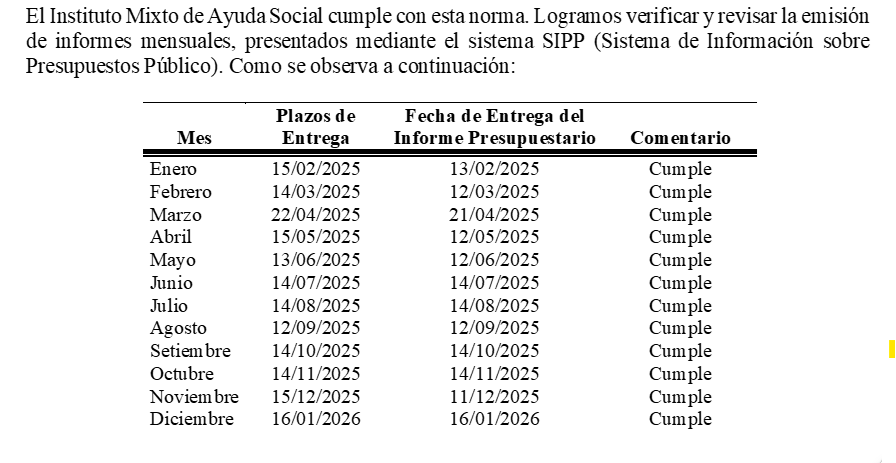 El Instituto Mixto de Ayuda Social cumple con esta norma. Logramos verificar y revisar la emisión
de informes mensuales, presentados mediante el sistema SIPP (Sistema de Información sobre
Presupuestos Público). Como se observa a continuación:
Mes Plazos de Entrega Fecha de Entrega del Informe Presupuestario Comentario
Enero 15/02/2025 13/02/2025 Cumple
Febrero 14/03/2025 12/03/2025 Cumple
Marzo 22/04/2025 21/04/2025 Cumple
Abril 15/05/2025 12/05/2025 Cumple
Mayo 13/06/2025 12/06/2025 Cumple
Junio 14/07/2025 14/07/2025 Cumple
Julio 14/08/2025 14/08/2025 Cumple
Agosto 12/09/2025 12/09/2025 Cumple
Setiembre 14/10/2025 14/10/2025 Cumple
Octubre 14/11/2025 14/11/2025 Cumple
Noviembre 15/12/2025 11/12/2025 Cumple
Diciembre 16/01/2026 16/01/2026 Cumple